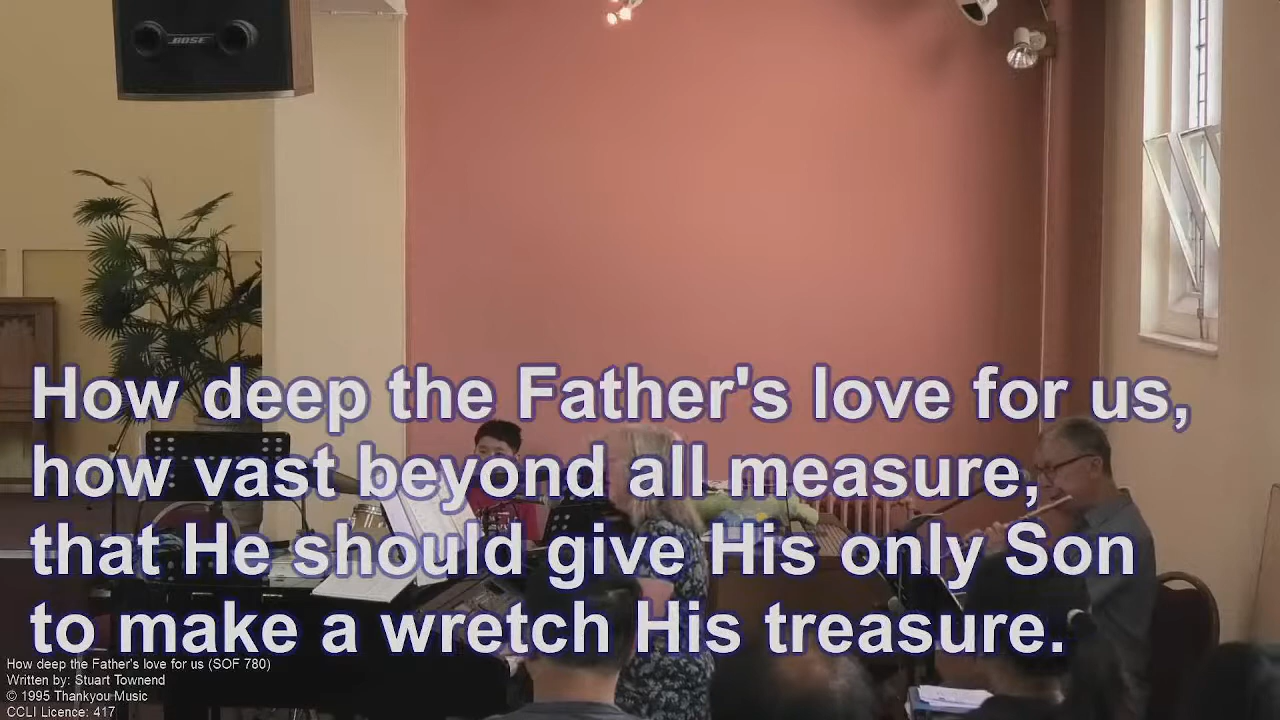 BOSE
How deep the Father's love for us,
how vast beyond all measure,
that He should give His only Son
to make a wretch His treasure.
How deep the Father's love for us (SOF 780)
Written by: Stuart Townend
© 1995 Thankyou Music
CCLI Licence: 417